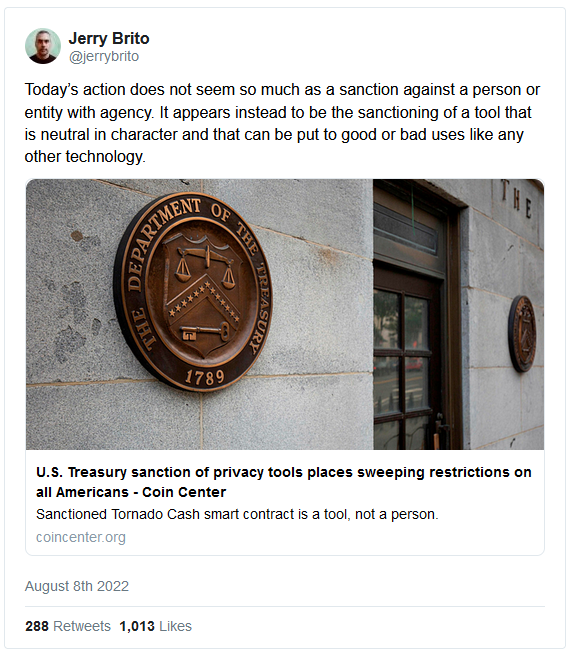 Jerry Brito
@jerrybrito
Today’s action does not seem so much as a sanction against a person or
entity with agency. It appears instead to be the sanctioning of a tool that
is neutral in character and that can be put to good or bad uses like any
other technology.
THE DEPARTMENT OF THE TREASURY
1789
THE
U.S. Treasury sanction of privacy tools places sweeping restrictions on
all Americans - Coin Center
Sanctioned Tornado Cash smart contract is a tool, not a person.
coincenter.org
August 8th 2022
288 Retweets 1,013 Likes